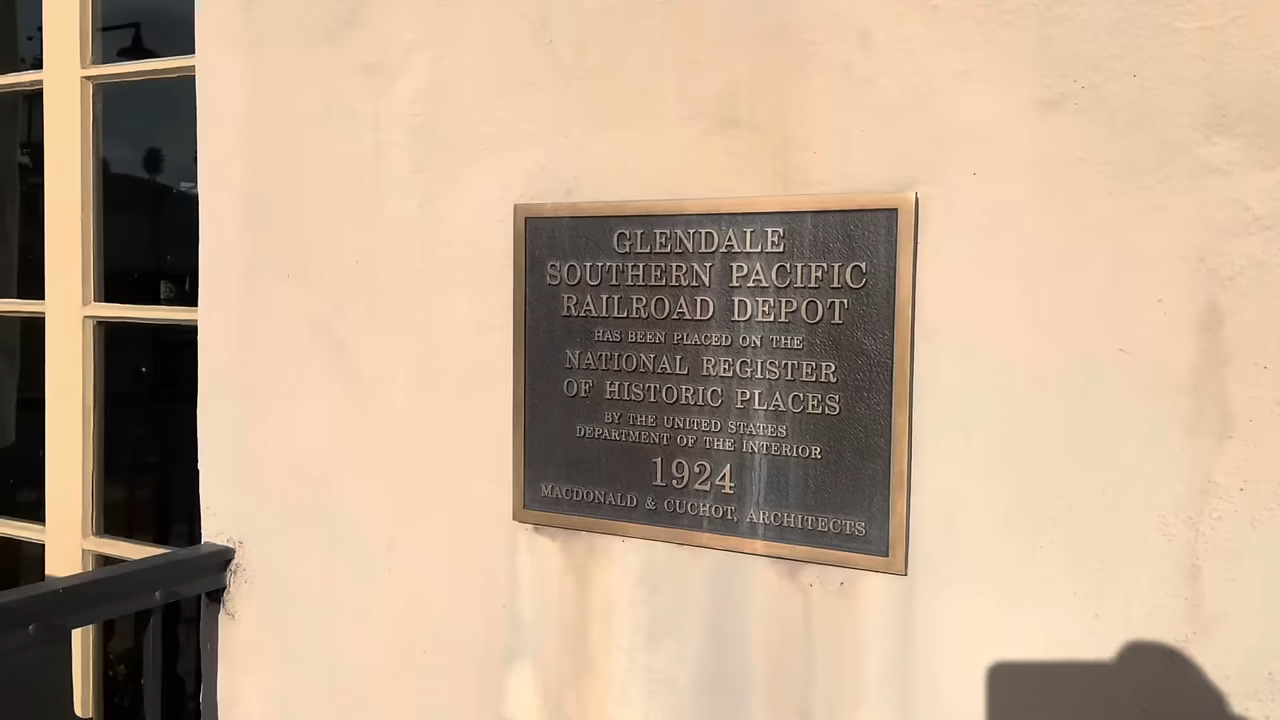 GLENDALE
SOUTHERN PACIFIC
RAILROAD DEPOT
HAS BEEN PLACED ON THE
NATIONAL REGISTER
OF HISTORIC PLACES
BY THE UNITED STATES
DEPARTMENT OF THE INTERIOR
1924
MACDONALD & CUCHOT, ARCHITECTS